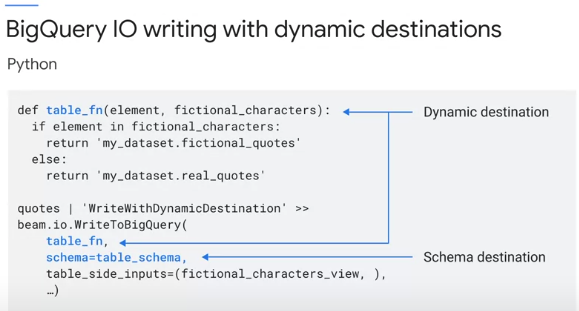 BigQuery IO writing with dynamic destinations
Python
def table_fn(element, fictional_characters):
Dynamic destination
if element in fictional_characters:
return 'my_dataset.fictional_quotes'
else:
return 'my_dataset.real_quotes'
quotes | 'WriteWithDynamicDestination' >>
beam.io.WriteToBigQuery(
table_fn,
schema=table_schema,
Schema destination
table_side_inputs=(fictional_characters_view, ),
…)